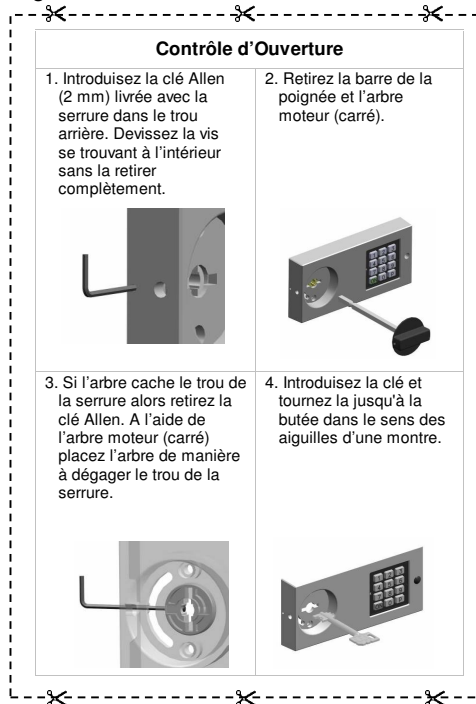 Contrôle d’Ouverture
1. Introduisez la clé Allen
(2 mm) livrée avec la
serrure dans le trou
arrière. Devissez la vis
se trouvant à l’intérieur
sans la retirer
complètement.
2. Retirez la barre de la
poignée et l’arbre
moteur (carré).
3. Si l’arbre cache le trou de
la serrure alors retirez la
clé Allen. A l’aide de
l’arbre moteur (carré)
placez l’arbre de manière
à dégager le trou de la
serrure.
4. Introduisez la clé et
tournez la jusqu'à la
butée dans le sens des
aiguilles d’une montre.